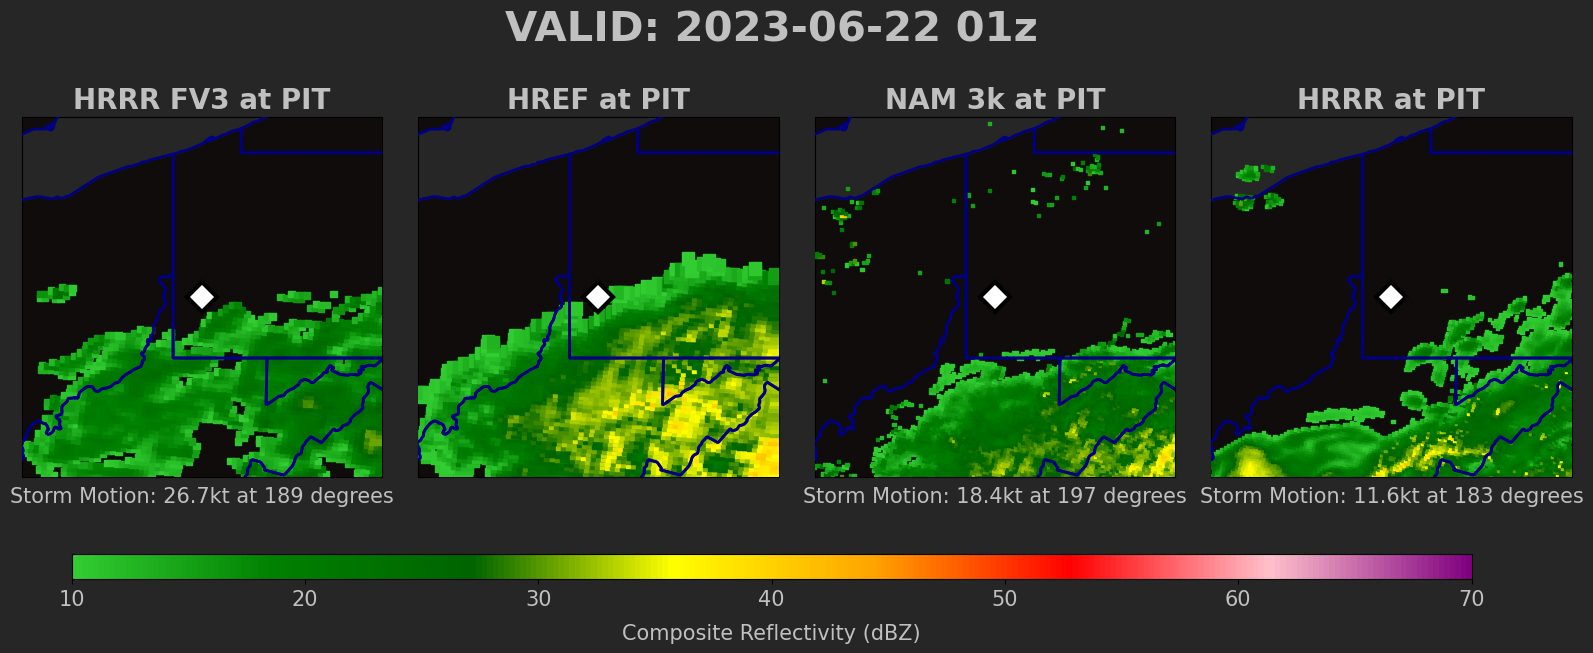 VALID: 2023-06-22 01z
HRRR FV3 at PIT
HREF at PIT
NAM 3k at PIT
HRRR at PIT
Storm Motion: 26.7kt at 189 degrees
Storm Motion: 18.4kt at 197 degrees
Storm Motion: 11.6kt at 183 degrees
10 20 30 40 50 60 70
Composite Reflectivity (dBZ)